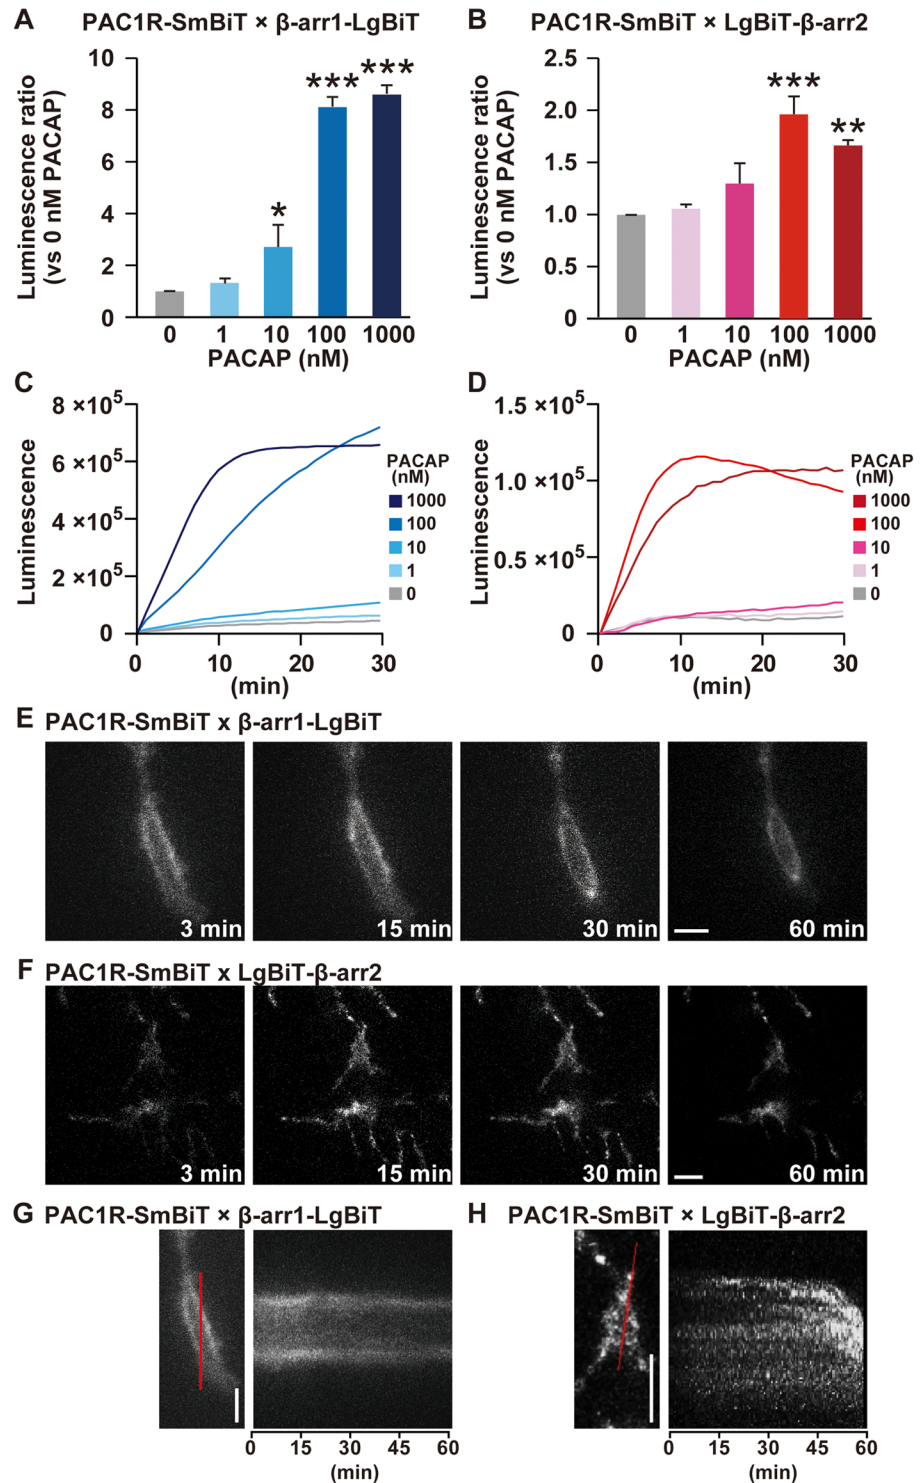 A PAC1R-SmBiT × β-arr1-LgBiT
Luminescence ratio
(vs 0 nM PACAP)
10
8
6
4
2
0
*
***
***
0 1 10 100 1000
PACAP (nM)
B PAC1R-SmBiT × LgBiT-β-arr2
Luminescence ratio
(vs 0 nM PACAP)
2.5
2.0
1.5
1.0
0.5
0
***
**
0 1 10 100 1000
PACAP (nM)
C
Luminescence
8 ×10⁵
6 ×10⁵
4 ×10⁵
2 ×10⁵
0
0 10 20 30
(min)
PACAP
(nM)
1000
100
10
1
0
D
Luminescence
1.5 ×10⁵
1.0 ×10⁵
0.5 ×10⁵
0
0 10 20 30
(min)
PACAP
(nM)
1000
100
10
1
0
E PAC1R-SmBiT x β-arr1-LgBiT
3 min 15 min 30 min 60 min
F PAC1R-SmBiT x LgBiT-β-arr2
3 min 15 min 30 min 60 min
G PAC1R-SmBiT × β-arr1-LgBiT
0 15 30 45 60
(min)
H PAC1R-SmBiT × LgBiT-β-arr2
0 15 30 45 60
(min)